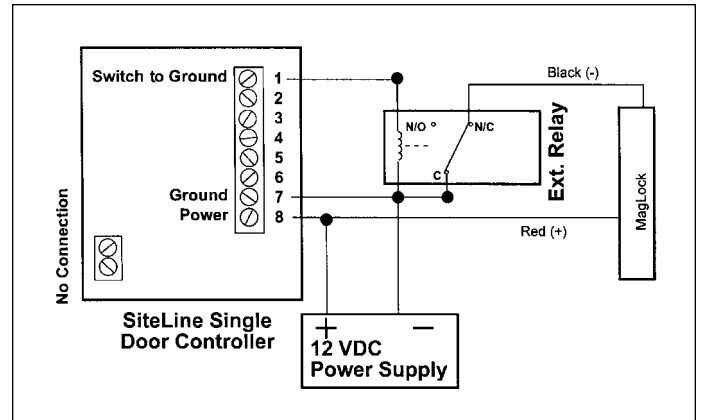 Switch to Ground 1
2
3
4
5
6
Ground 7
Power 8
No Connection
SiteLine Single
Door Controller
Black (-)
N/O N/C
C
Ext. Relay
MagLock
Red (+)
+ −
12 VDC
Power Supply